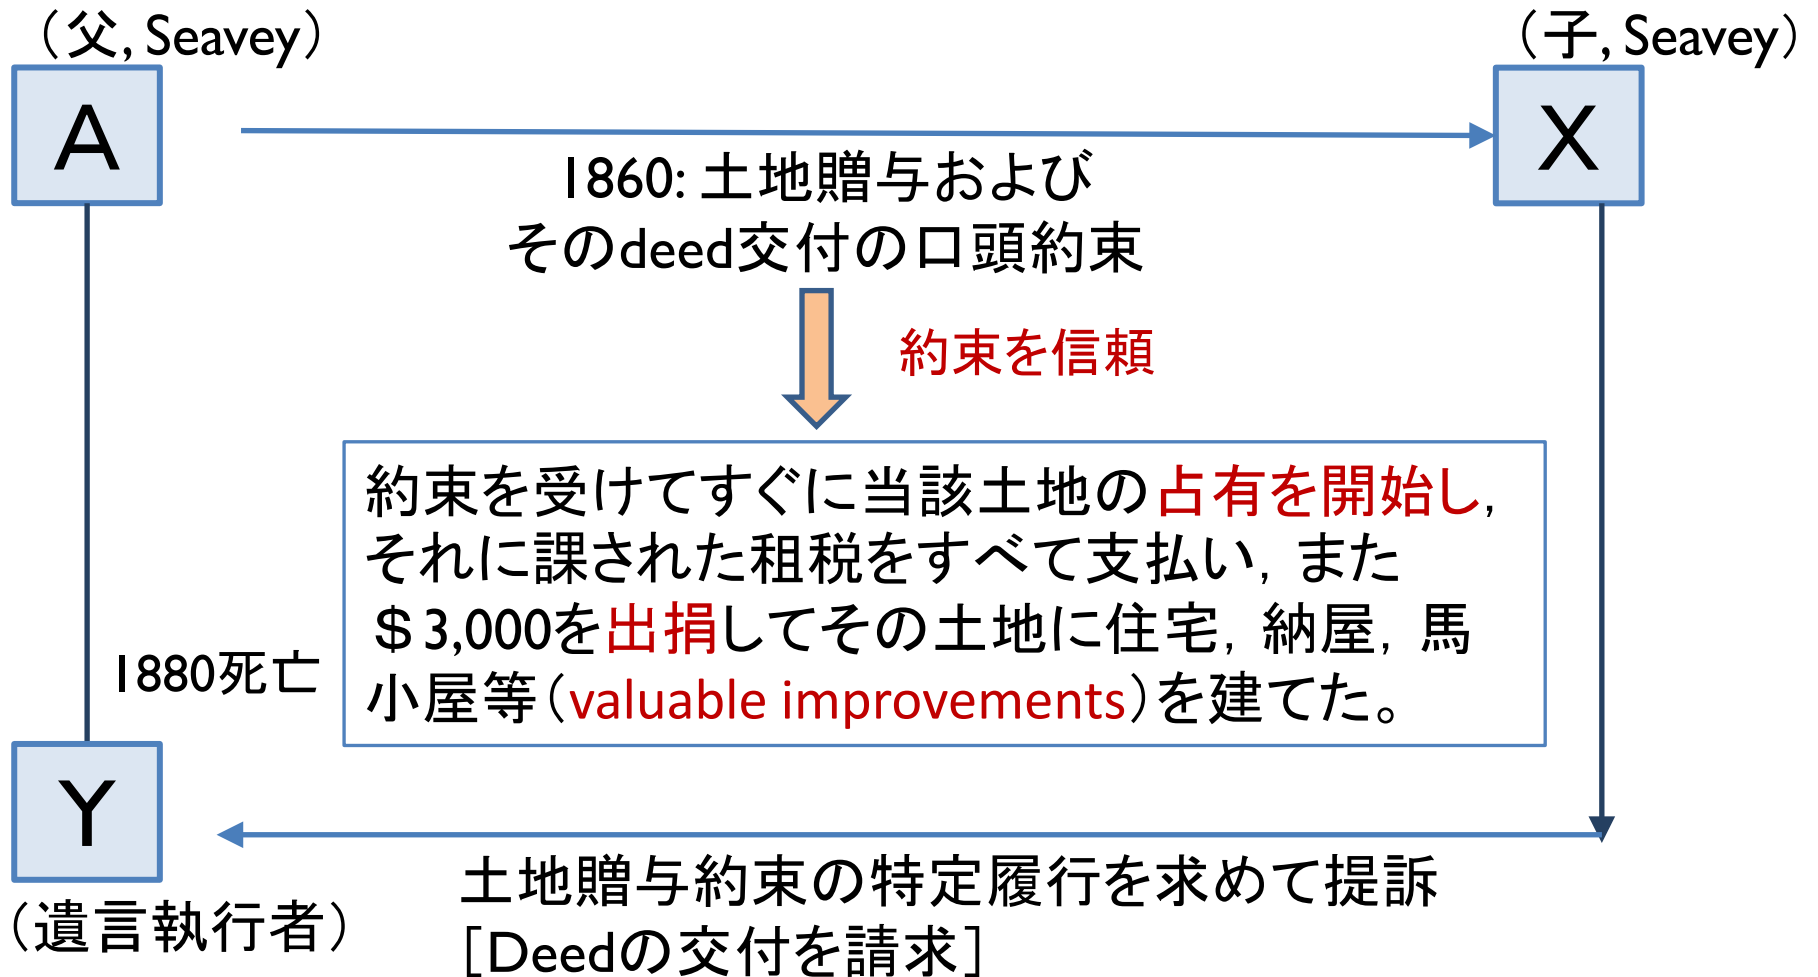 （父, Seavey）
（子, Seavey）
A
X
1860: 土地贈与および
そのdeed交付の口頭約束
約束を信頼
約束を受けてすぐに当該土地の占有を開始し，
それに課された租税をすべて支払い，また
＄3,000を出捐してその土地に住宅，納屋，馬
小屋等（valuable improvements）を建てた。
1880死亡
Y
（遺言執行者）
土地贈与約束の特定履行を求めて提訴
［Deedの交付を請求］